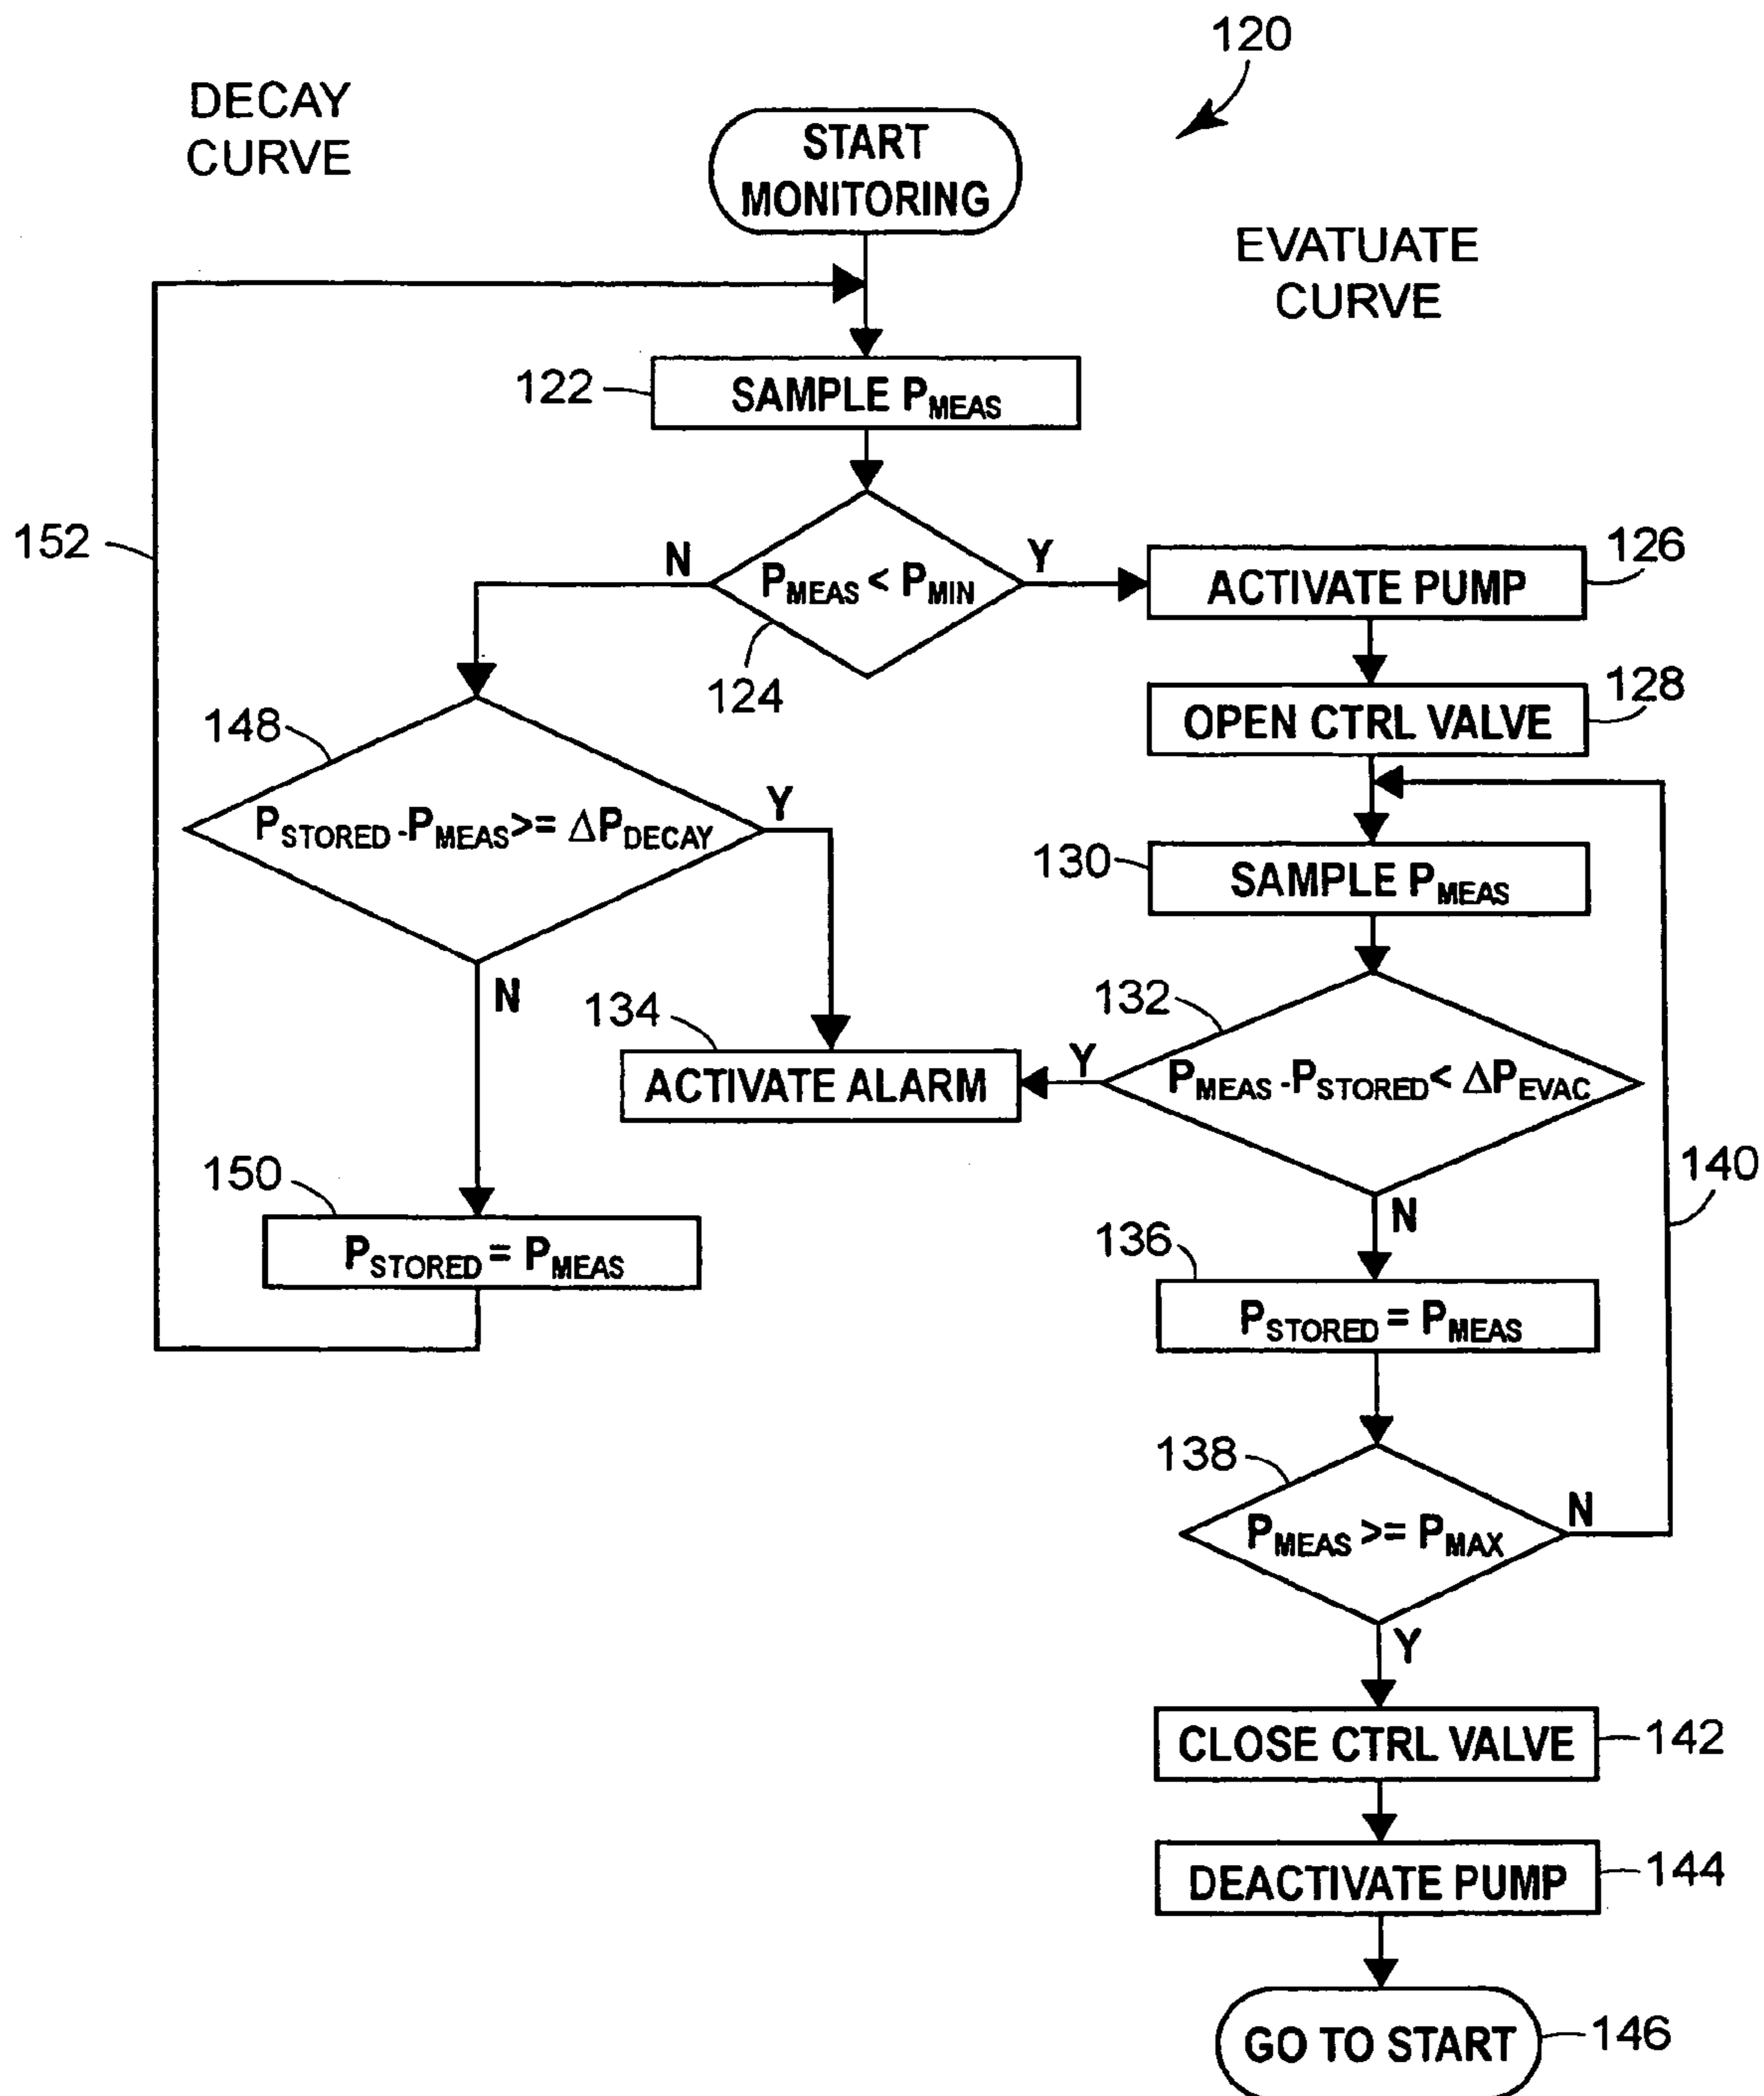 120
DECAY
CURVE
START
MONITORING
EVATUATE
CURVE
122
SAMPLE PMEAS
152
N
PMEAS < PMIN
Y
124
ACTIVATE PUMP
126
OPEN CTRL VALVE
128
148
PSTORED -PMEAS>= ΔPDECAY
Y
N
130
SAMPLE PMEAS
132
PMEAS -PSTORED< ΔPEVAC
Y
N
134
ACTIVATE ALARM
140
150
PSTORED = PMEAS
136
PSTORED = PMEAS
138
PMEAS >= PMAX
N
Y
CLOSE CTRL VALVE
142
DEACTIVATE PUMP
144
GO TO START
146